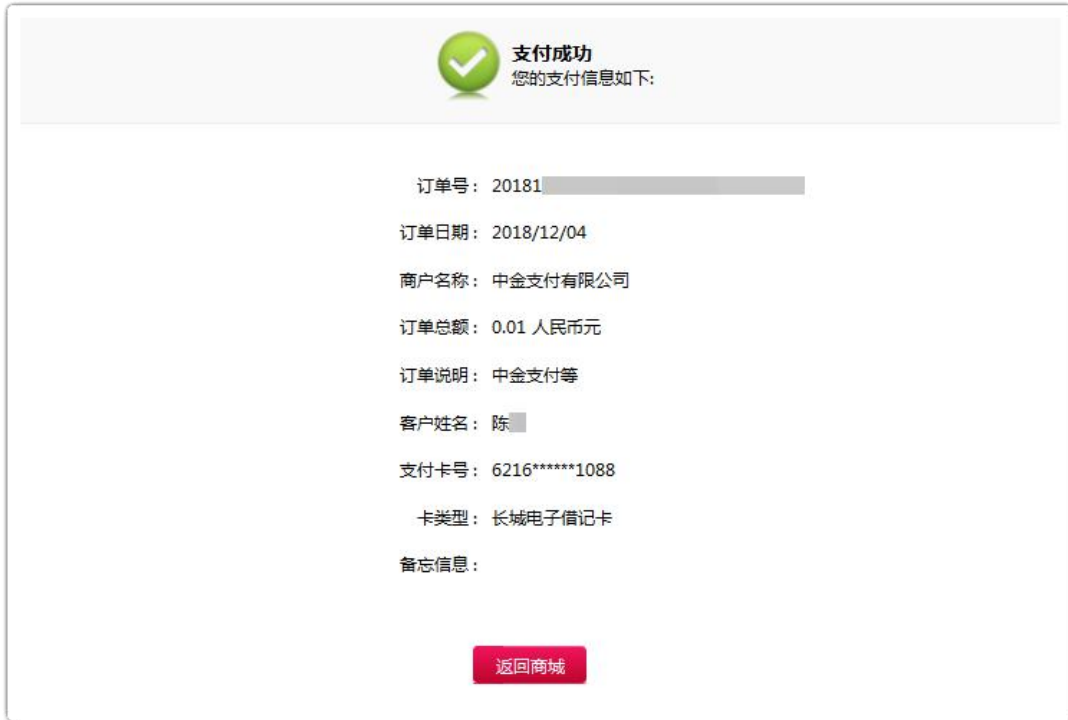 支付成功
您的支付信息如下:
订单号： 20181
订单日期： 2018/12/04
商户名称： 中金支付有限公司
订单总额： 0.01 人民币元
订单说明： 中金支付等
客户姓名： 陈
支付卡号： 6216******1088
卡类型： 长城电子借记卡
备忘信息：
返回商城